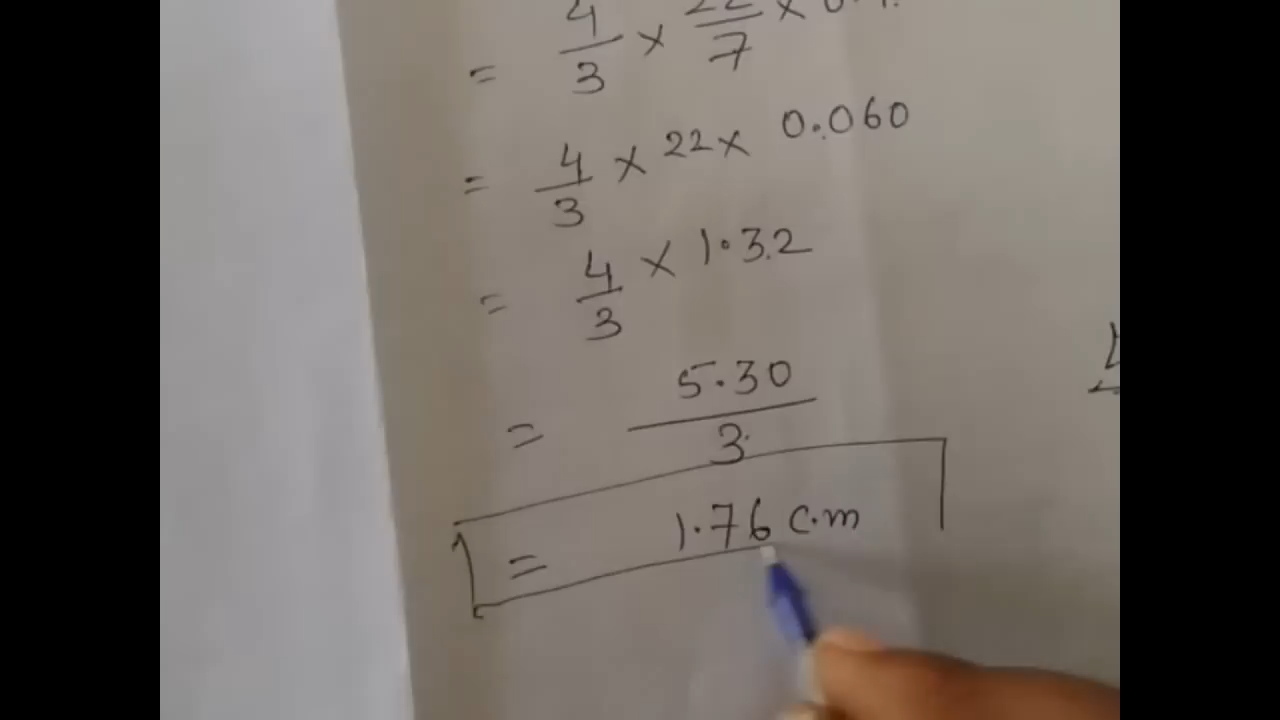 = 4/3 × 22/7 ×
= 4/3 × 22 × 0.060
= 4/3 × 1.32
= 5.30/3
= 1.76 c.m